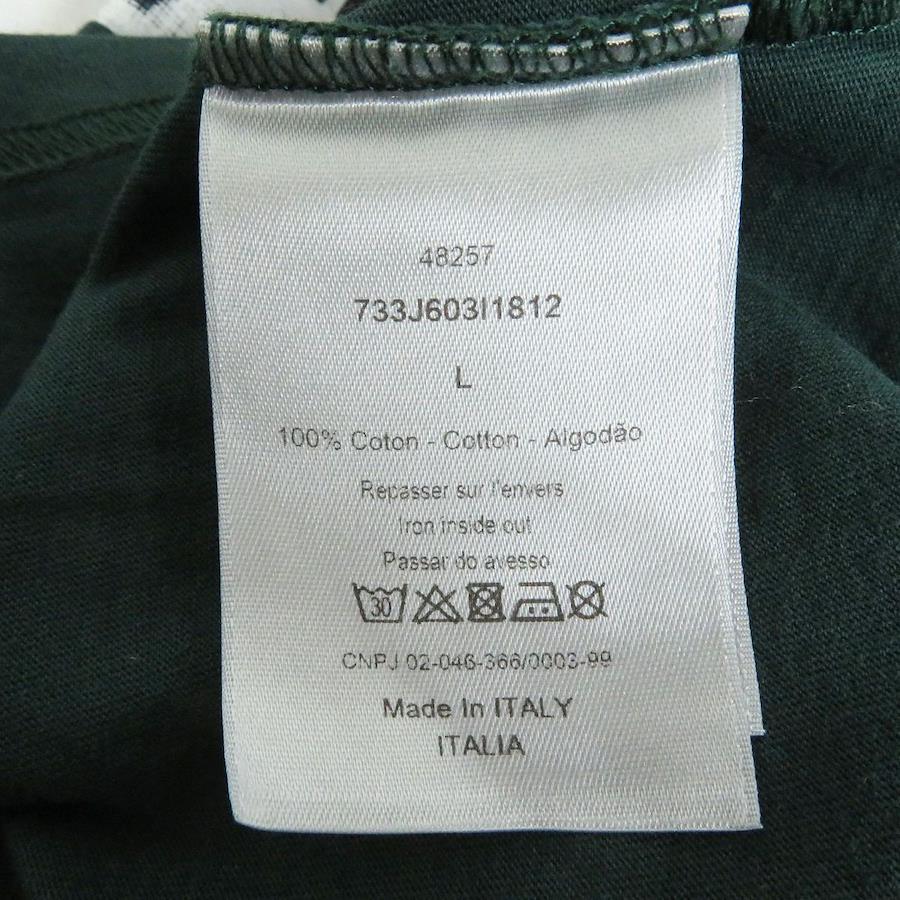 48257
733J603I1812
L
100% Coton - Cotton - Algodão
Repasser sur l'envers
Iron inside out
Passar do avesso
30
CNPJ 02-046-366/0003-99
Made In ITALY
ITALIA